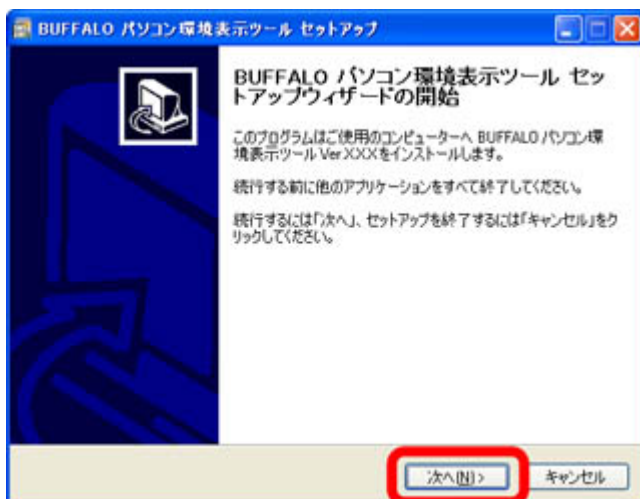 BUFFALO パソコン環境表示ツール セットアップ
BUFFALO パソコン環境表示ツール セッ
トアップウィザードの開始
このプログラムはご使用のコンピューターへ BUFFALO パソコン環
境表示ツール Ver.XXXをインストールします。
続行する前に他のアプリケーションをすべて終了してください。
続行するには「次へ」、セットアップを終了するには「キャンセル」をク
リックしてください。
次へ(N) >
キャンセル